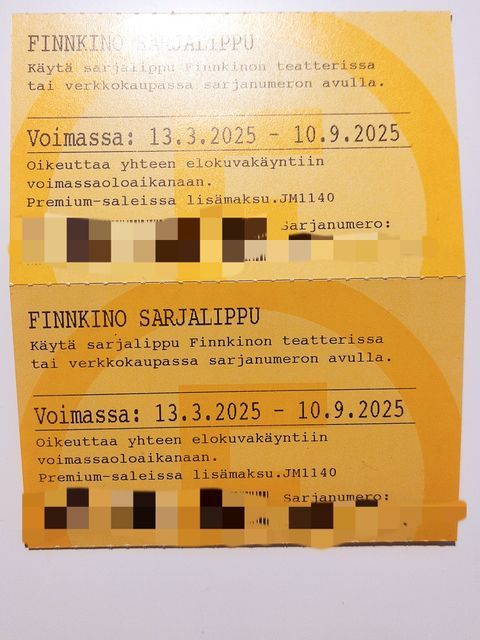 FINNKINO SARJALIPPU
Käytä sarjalippu Finnkinon teatterissa
tai verkkokaupassa sarjanumeron avulla.
Voimassa: 13.3.2025 - 10.9.2025
Oikeuttaa yhteen elokuvakäyntiin
voimassaoloaikanaan.
Premium-saleissa lisämaksu.JM1140
Sarjanumero:
FINNKINO SARJALIPPU
Käytä sarjalippu Finnkinon teatterissa
tai verkkokaupassa sarjanumeron avulla.
Voimassa: 13.3.2025 - 10.9.2025
Oikeuttaa yhteen elokuvakäyntiin
voimassaoloaikanaan.
Premium-saleissa lisämaksu.JM1140
Sarjanumero: